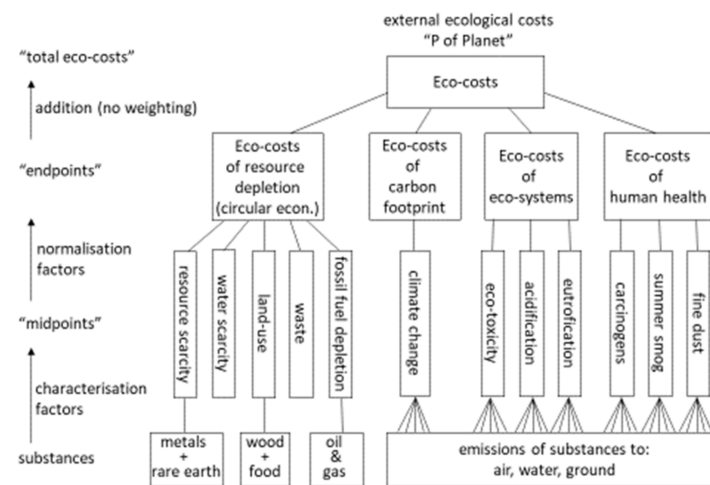 external ecological costs
"P of Planet"
"total eco-costs"
Eco-costs
addition (no weighting)
"endpoints"
Eco-costs
of resource
depletion
(circular econ.)
Eco-costs
of
carbon
footprint
Eco-costs
of
eco-systems
Eco-costs
of
human health
normalisation
factors
"midpoints"
resource scarcity
water scarcity
land-use
waste
fossil fuel depletion
climate change
eco-toxicity
acidification
eutrofication
carcinogens
summer smog
fine dust
characterisation
factors
substances
metals
+
rare earth
wood
+
food
oil
&
gas
emissions of substances to:
air, water, ground